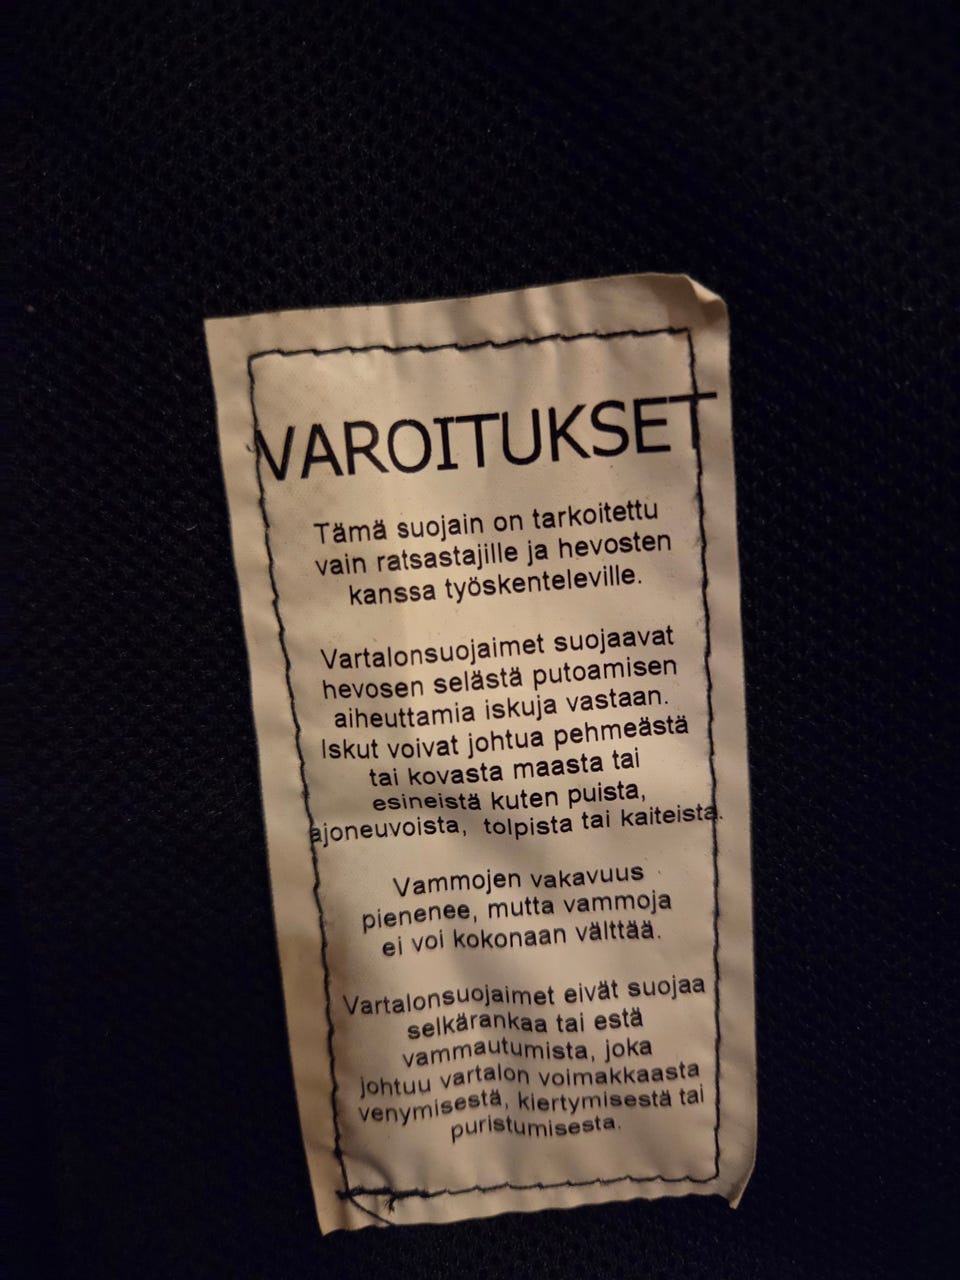 VAROITUKSET
Tämä suojain on tarkoitettu
vain ratsastajille ja hevosten
kanssa työskenteleville.
Vartalonsuojaimet suojaavat
hevosen selästä putoamisen
aiheuttamia iskuja vastaan.
Iskut voivat johtua pehmeästä
tai kovasta maasta tai
esineistä kuten puista,
ajoneuvoista, tolpista tai kaiteista.
Vammojen vakavuus
pienenee, mutta vammoja
ei voi kokonaan välttää.
Vartalonsuojaimet eivät suojaa
selkärankaa tai estä
vammautumista, joka
johtuu vartalon voimakkaasta
venymisestä, kiertymisestä tai
puristumisesta.